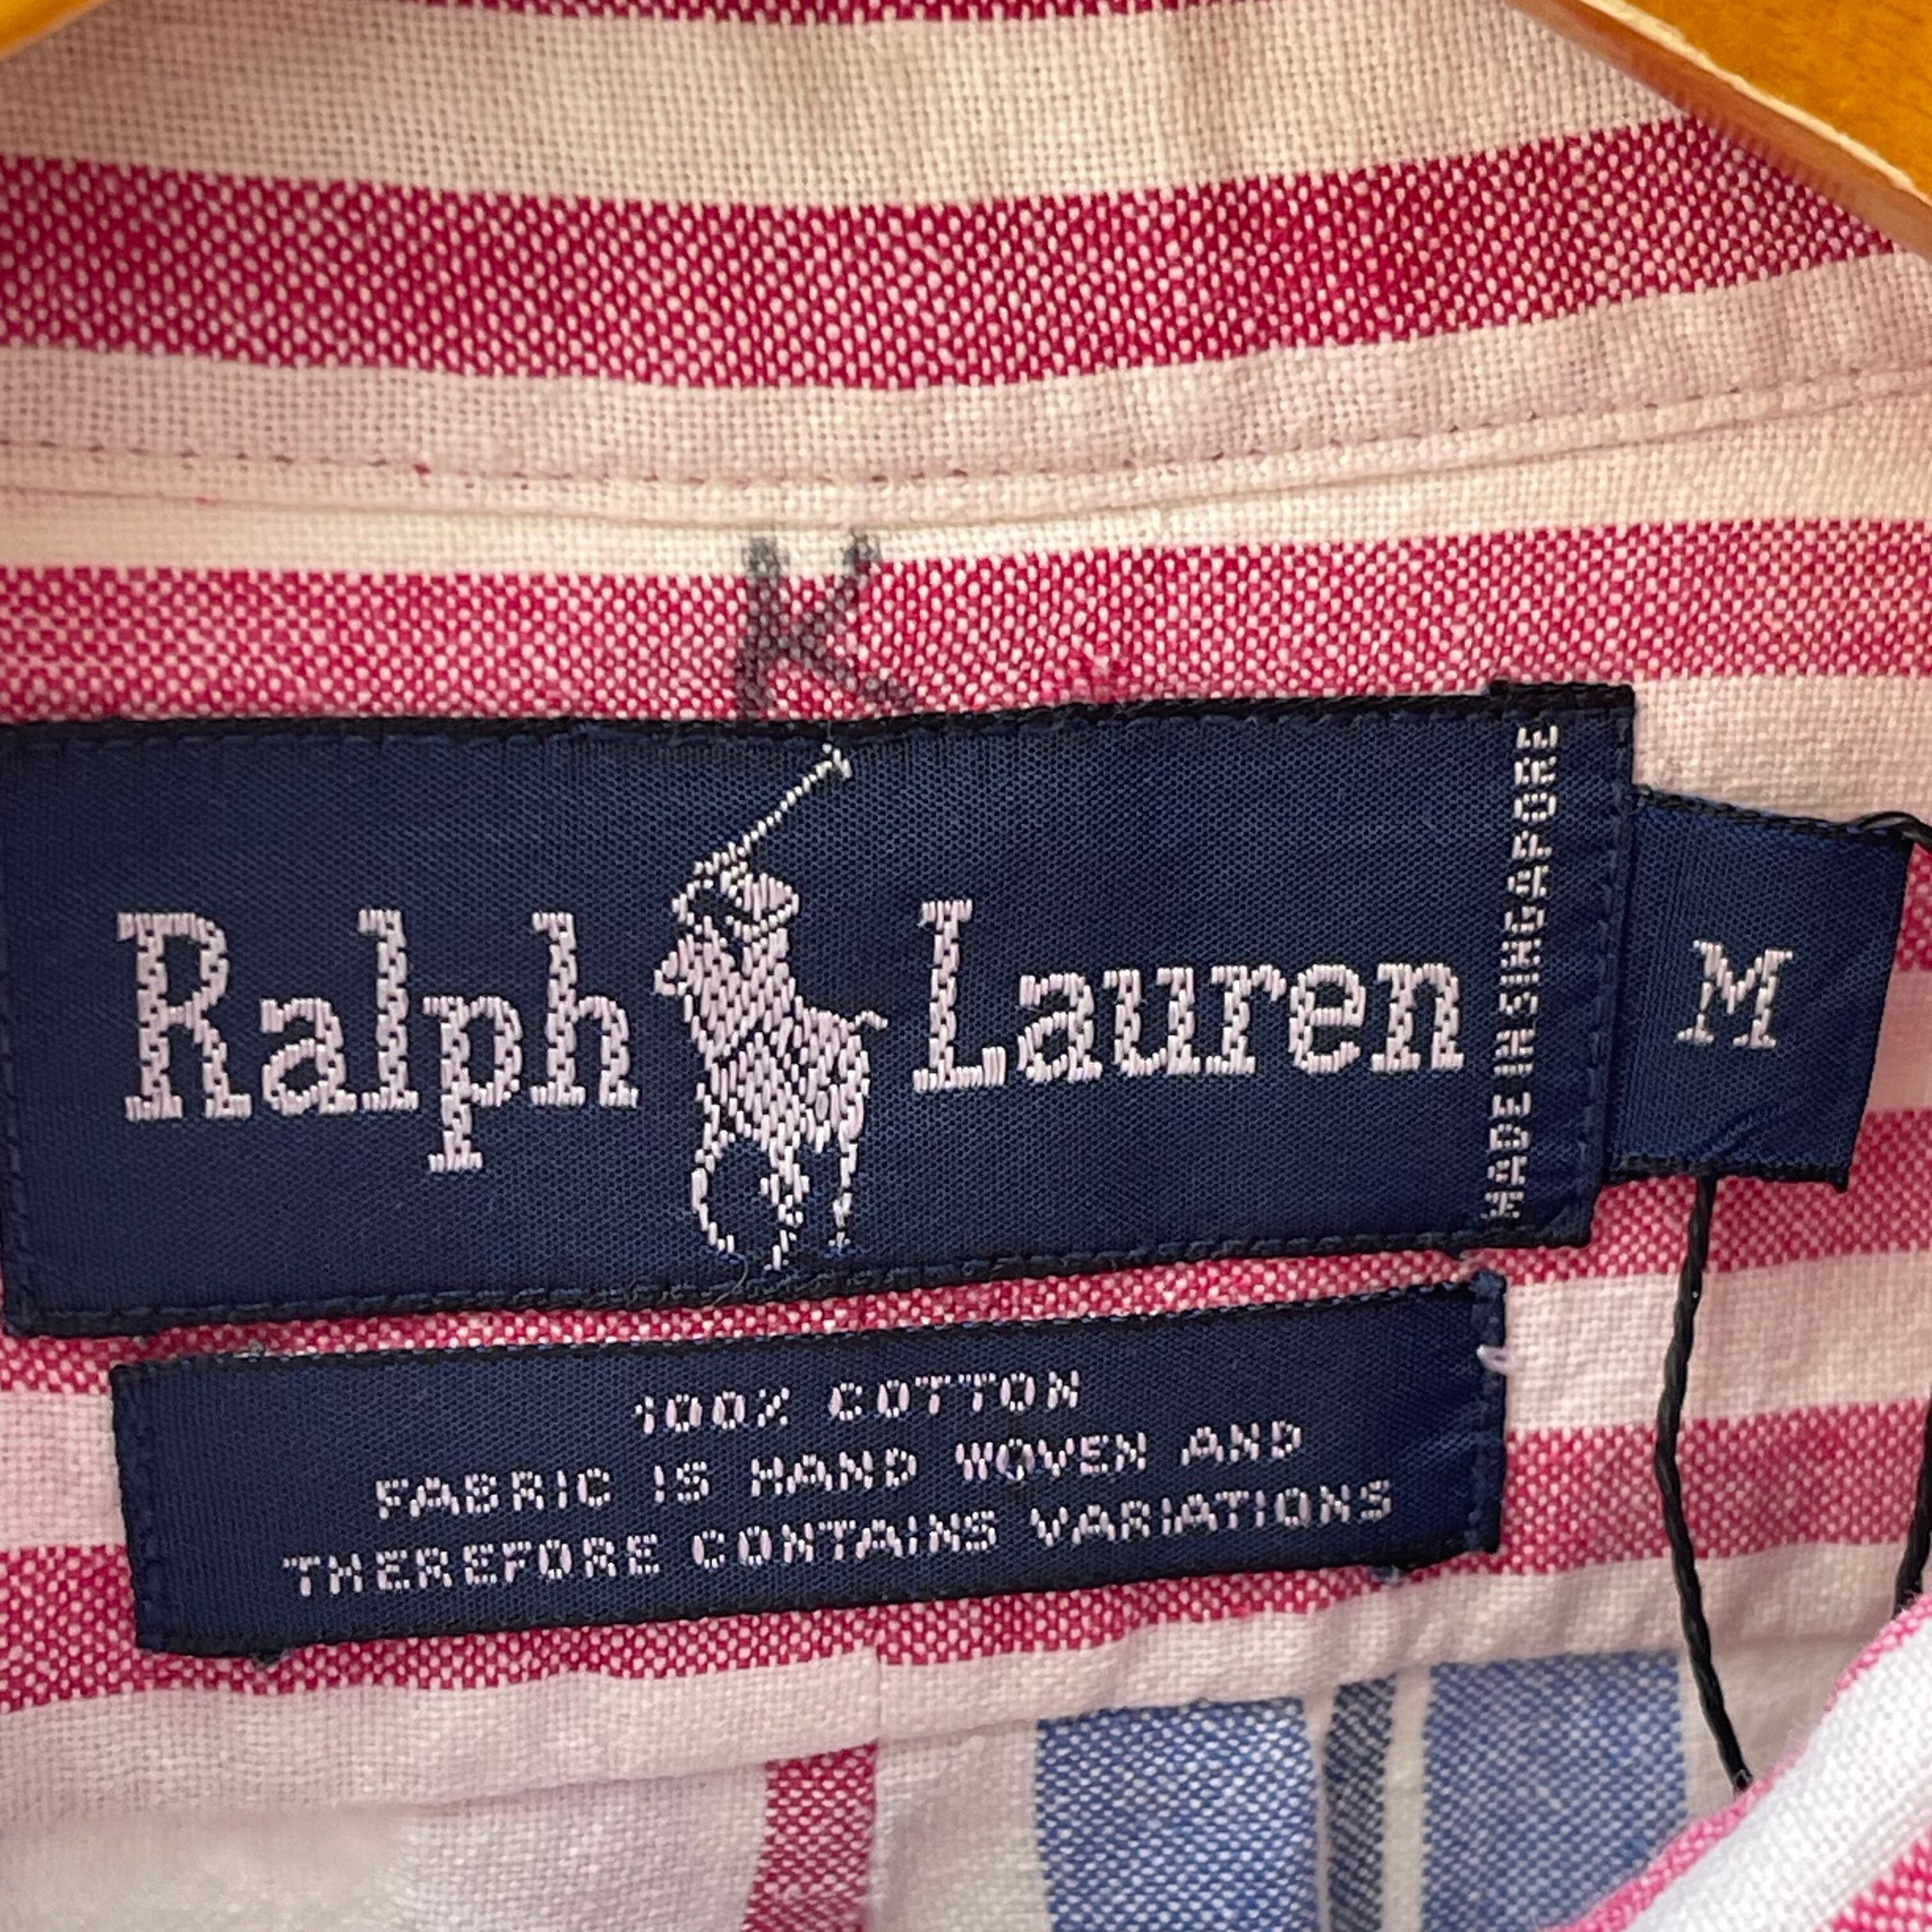 K
Ralph Lauren
MADE IN SINGAPORE
M
100% COTTON
FABRIC IS HAND WOVEN AND
THEREFORE CONTAINS VARIATIONS